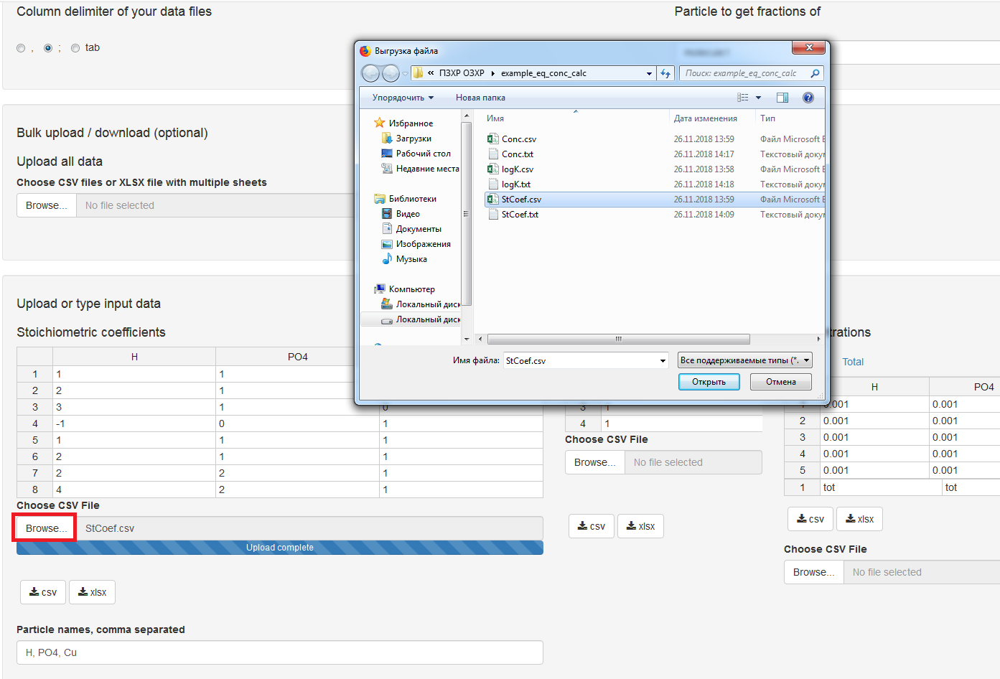 Column delimiter of your data files
Particle to get fractions of
, ; tab
Выгрузка файла
« ПЗХР ОЗХР example_eq_conc_calc
Поиск: example_eq_conc_calc
Упорядочить
Новая папка
Избранное
Загрузки
Рабочий стол
Недавние места
Библиотеки
Видео
Документы
Изображения
Музыка
Компьютер
Локальный диск
Локальный диск
Имя Дата изменения Тип
Conc.csv 26.11.2018 13:59 Файл Microsoft E
Conc.txt 26.11.2018 14:17 Текстовый доку
logK.csv 26.11.2018 13:58 Файл Microsoft E
logK.txt 26.11.2018 14:18 Текстовый доку
StCoef.csv 26.11.2018 13:59 Файл Microsoft E
StCoef.txt 26.11.2018 14:09 Текстовый доку
Имя файла: StCoef.csv Все поддерживаемые типы (*.
Открыть Отмена
Bulk upload / download (optional)
Upload all data
Choose CSV files or XLSX file with multiple sheets
Browse... No file selected
Upload or type input data
Stoichiometric coefficients
H PO4
1 1 1
2 2 1
3 3 1 0
4 -1 0 1
5 1 1 1
6 2 1 1
7 2 2 1
8 4 2 1
Choose CSV File
Browse... StCoef.csv
Upload complete
csv xlsx
Particle names, comma separated
H, PO4, Cu
3 1
4 1
Choose CSV File
Browse... No file selected
csv xlsx
trations
Total
H PO4
1 0.001 0.001
2 0.001 0.001
3 0.001 0.001
4 0.001 0.001
5 0.001 0.001
1 tot tot
csv xlsx
Choose CSV File
Browse... No file selected